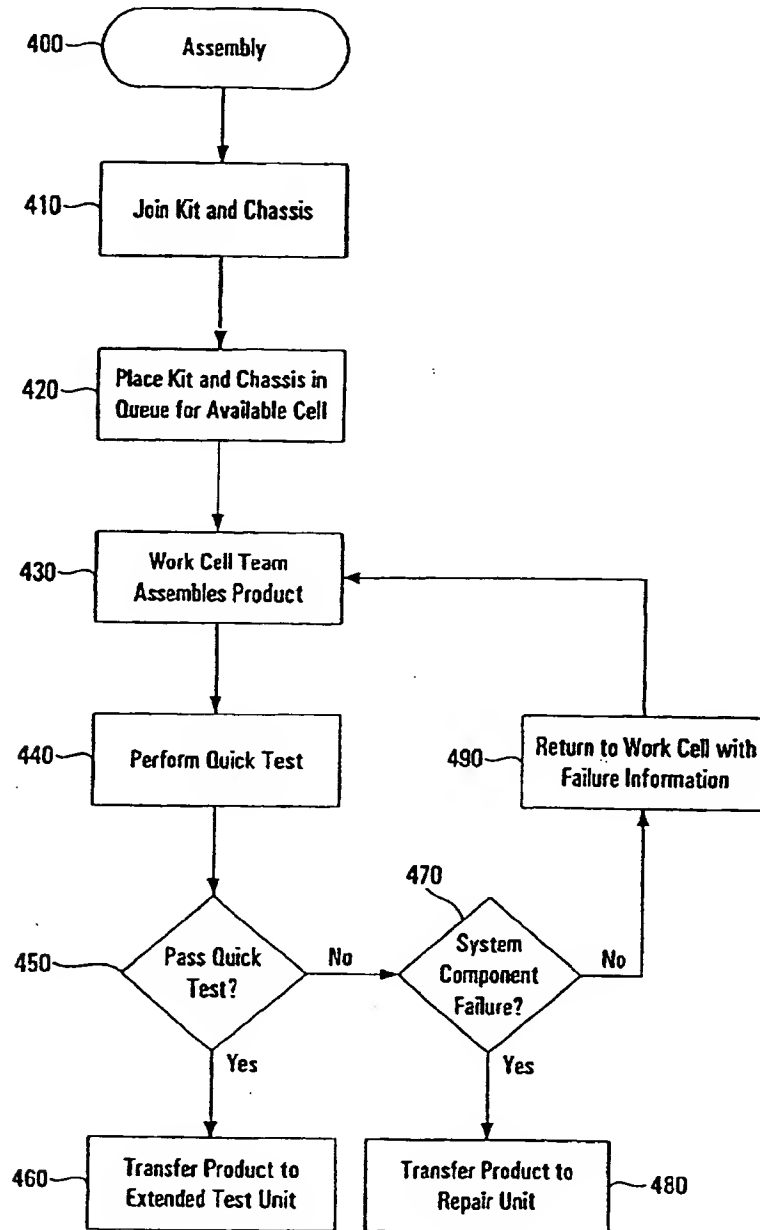 400
Assembly
410
Join Kit and Chassis
420
Place Kit and Chassis in
Queue for Available Cell
430
Work Cell Team
Assembles Product
440
Perform Quick Test
490
Return to Work Cell with
Failure Information
450
Pass Quick
Test?
No
470
System
Component
Failure?
No
Yes
Yes
460
Transfer Product to
Extended Test Unit
Transfer Product to
Repair Unit
480